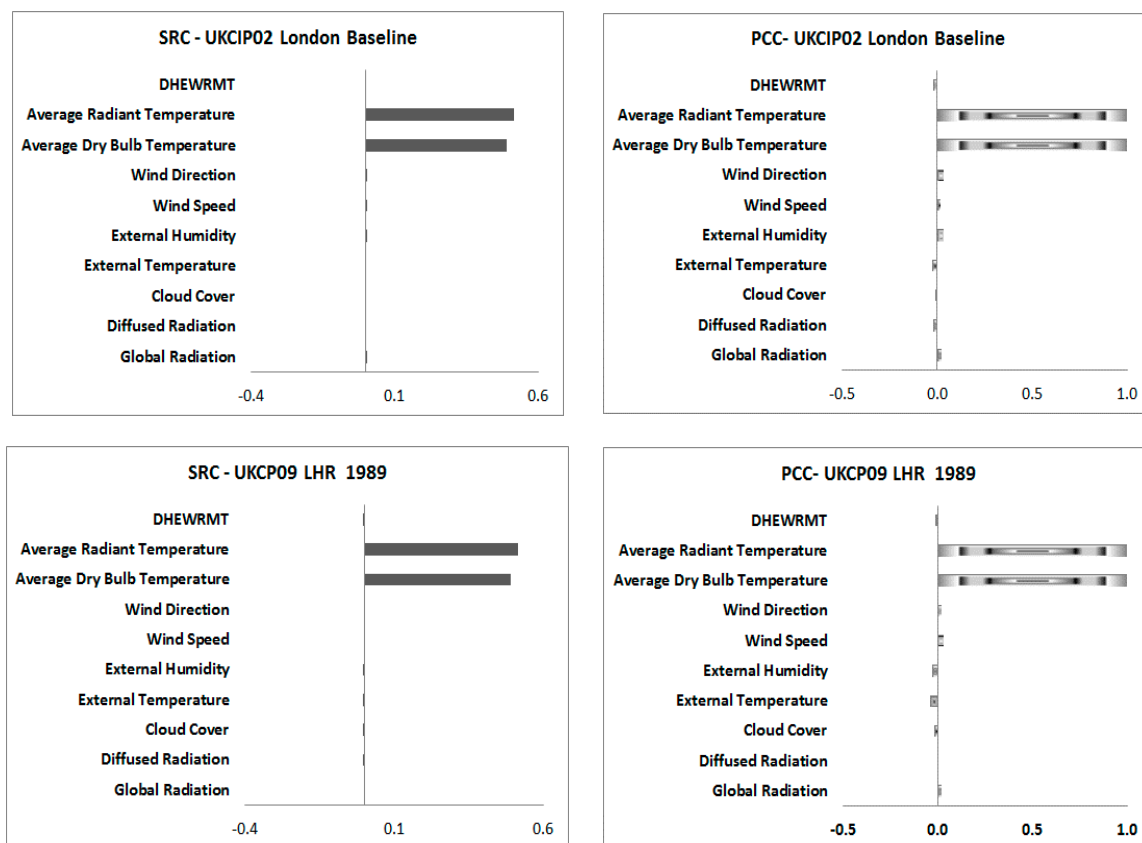 SRC - UKCIP02 London Baseline
DHEWRMT
Average Radiant Temperature
Average Dry Bulb Temperature
Wind Direction
Wind Speed
External Humidity
External Temperature
Cloud Cover
Diffused Radiation
Global Radiation
-0.4 0.1 0.6
PCC- UKCIP02 London Baseline
DHEWRMT
Average Radiant Temperature
Average Dry Bulb Temperature
Wind Direction
Wind Speed
External Humidity
External Temperature
Cloud Cover
Diffused Radiation
Global Radiation
-0.5 0.0 0.5 1.0
SRC - UKCP09 LHR 1989
DHEWRMT
Average Radiant Temperature
Average Dry Bulb Temperature
Wind Direction
Wind Speed
External Humidity
External Temperature
Cloud Cover
Diffused Radiation
Global Radiation
-0.4 0.1 0.6
PCC- UKCP09 LHR 1989
DHEWRMT
Average Radiant Temperature
Average Dry Bulb Temperature
Wind Direction
Wind Speed
External Humidity
External Temperature
Cloud Cover
Diffused Radiation
Global Radiation
-0.5 0.0 0.5 1.0